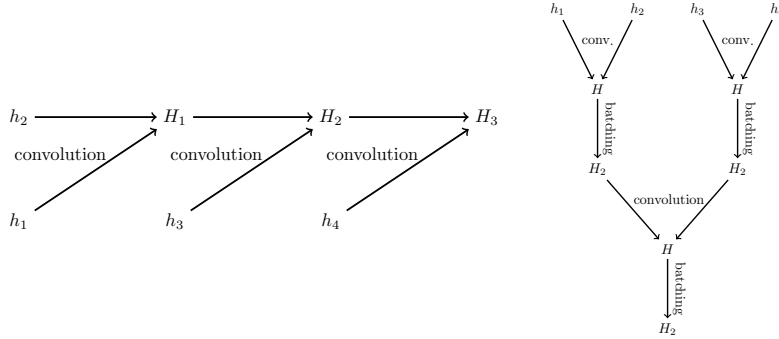 h₂ H₁ H₂ H₃
convolution convolution convolution
h₁ h₃ h₄
h₁ h₂ h₃ h
conv. conv.
H H
batching batching
H₂ H₂
convolution
H
batching
H₂